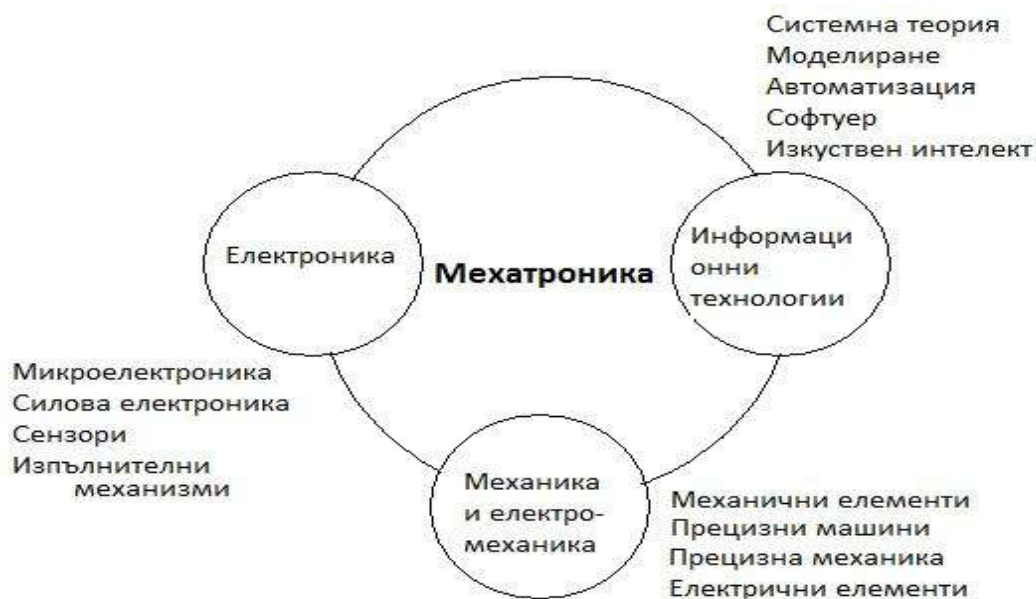 Системна теория
Моделиране
Автоматизация
Софтуер
Изкуствен интелект
Електроника
Мехатроника
Информаци
онни
технологии
Микроелектроника
Силова електроника
Сензори
Изпълнителни
механизми
Механика
и електро-
механика
Механични елементи
Прецизни машини
Прецизна механика
Електрични елементи